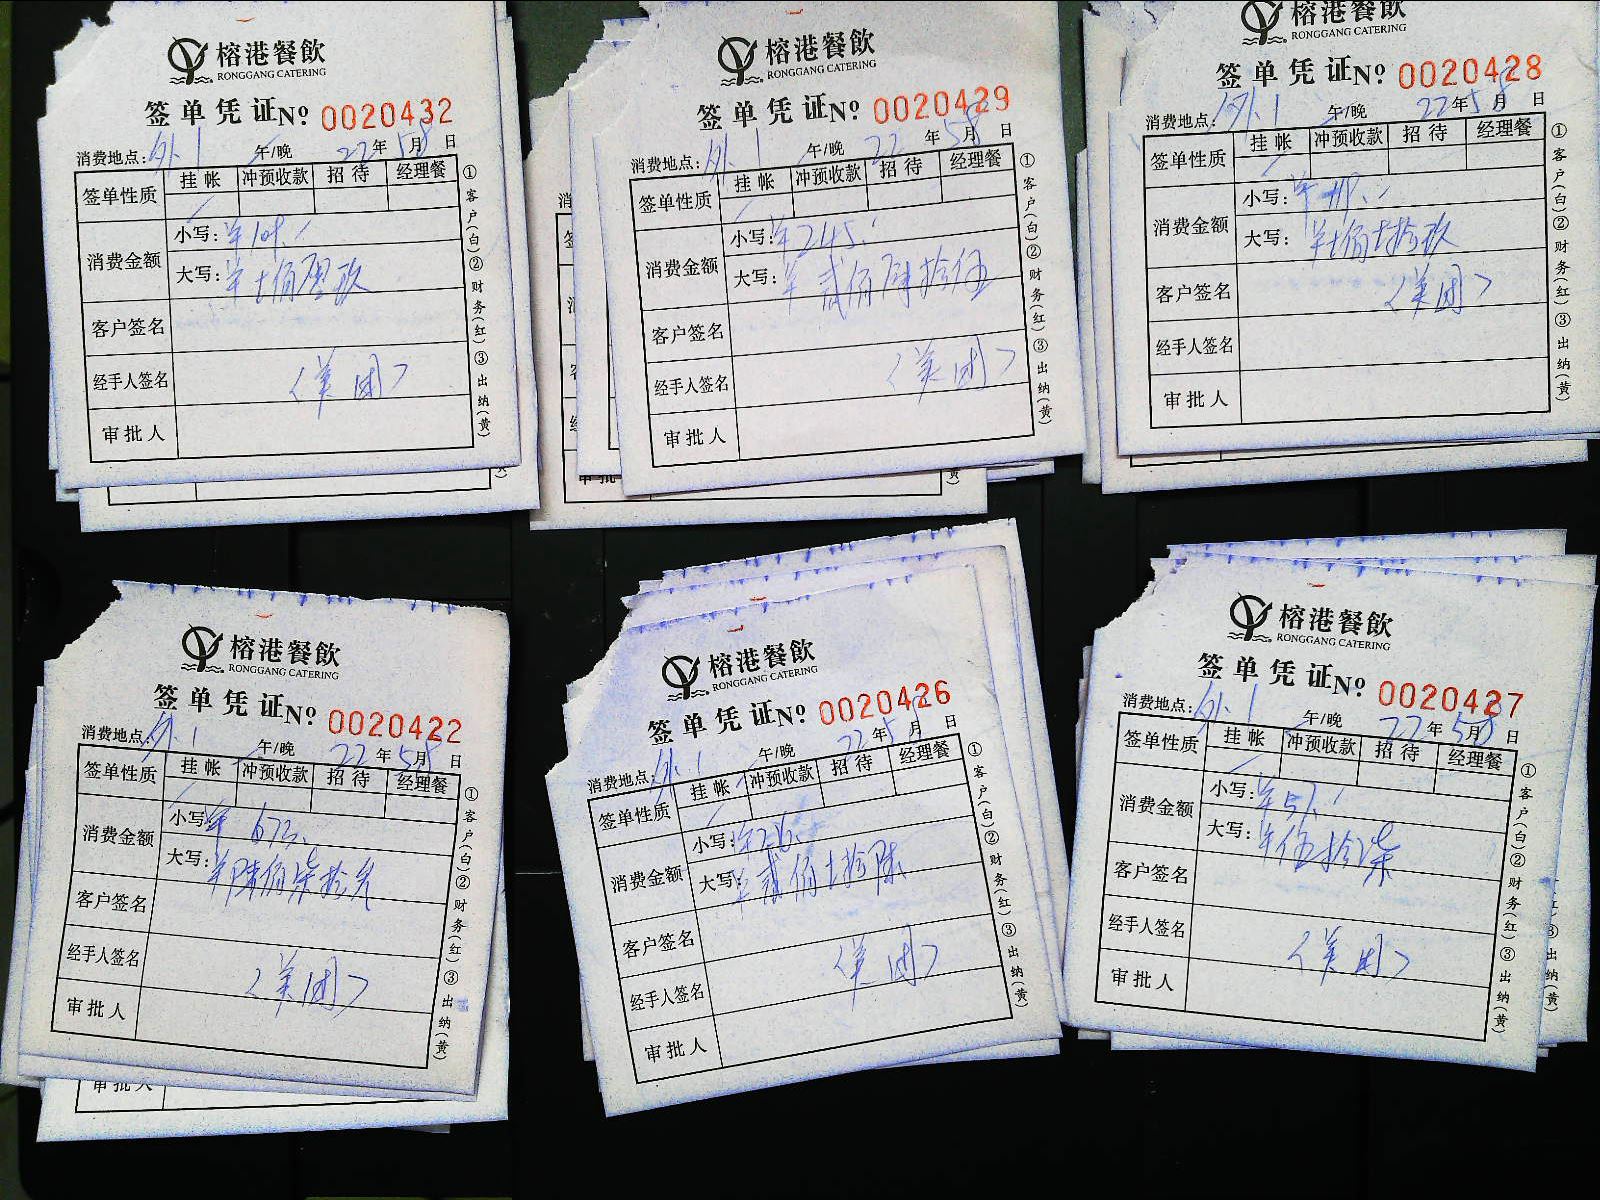 榕港餐飲
RONGGANG CATERING
签单凭证№ 0020432
消费地点: 外.1 午/晚 22年5月8日
签单性质 挂帐 冲预收款 招待 经理餐
消费金额 小写:
大写:
客户签名
经手人签名 〈美团〉
审批人
①客户(白)②财务(红)③出纳(黄)
榕港餐飲
RONGGANG CATERING
签单凭证№ 0020429
消费地点: 外.1 午/晚 22年5月8日
签单性质 挂帐 冲预收款 招待 经理餐
消费金额 小写: ¥245.
大写: ¥贰佰肆拾伍
客户签名
经手人签名 〈美团〉
审批人
①客户(白)②财务(红)③出纳(黄)
审批
榕港餐飲
RONGGANG CATERING
签单凭证№ 0020428
消费地点: 外.1 午/晚 22年5月8日
签单性质 挂帐 冲预收款 招待 经理餐
消费金额 小写:
大写:
客户签名 〈美团〉
经手人签名
审批人
①客户(白)②财务(红)③出纳(黄)
榕港餐飲
RONGGANG CATERING
签单凭证№ 0020422
消费地点: 外.1 午/晚 22年5月8日
签单性质 挂帐 冲预收款 招待 经理餐
消费金额 小写: ¥673.
大写: ¥陆佰柒拾叁
客户签名
经手人签名 〈美团〉
审批人
①客户(白)②财务(红)③出纳(黄)
审批人
榕港餐飲
RONGGANG CATERING
签单凭证№ 0020426
消费地点: 外.1 午/晚 22年5月8日
签单性质 挂帐 冲预收款 招待 经理餐
消费金额 小写:
大写: ¥贰佰 拾陆
客户签名
经手人签名 〈美团〉
审批人
①客户(白)②财务(红)③出纳(黄)
榕港餐飲
RONGGANG CATERING
签单凭证№ 0020427
消费地点: 外.1 午/晚 22年5月8日
签单性质 挂帐 冲预收款 招待 经理餐
消费金额 小写: ¥57.
大写: ¥伍拾柒
客户签名
经手人签名 〈美团〉
审批人
①客户(白)②财务(红)③出纳(黄)